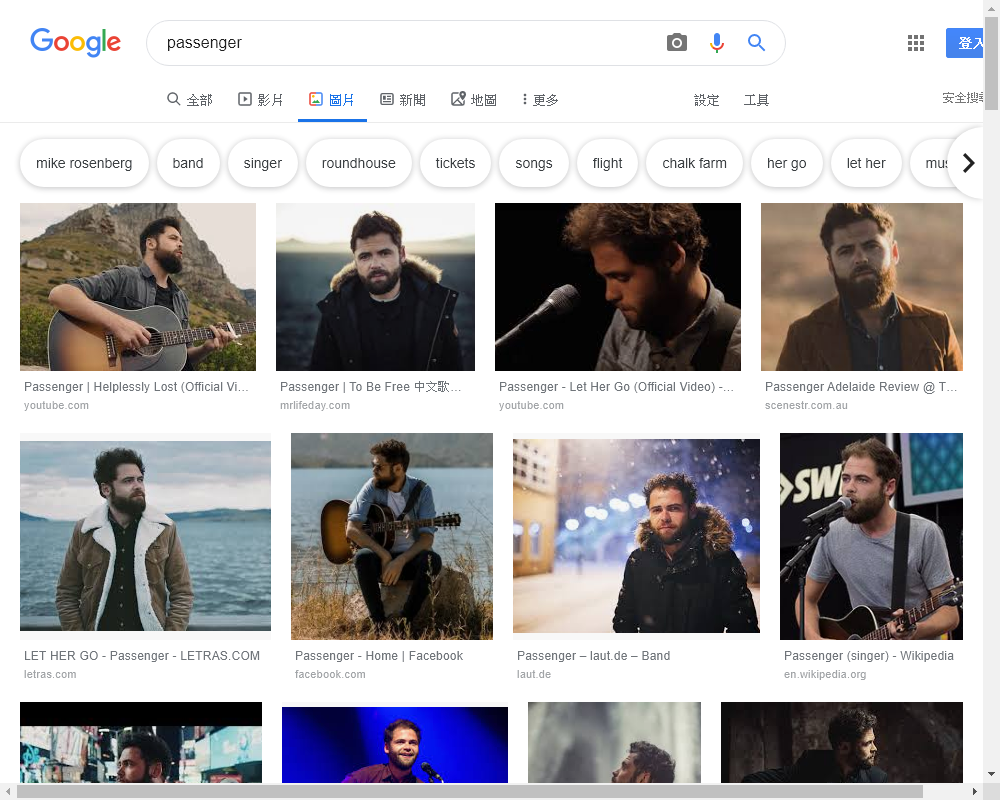 Google
passenger
登入
全部
影片
圖片
新聞
地圖
更多
設定
工具
安全搜尋
mike rosenberg
band
singer
roundhouse
tickets
songs
flight
chalk farm
her go
let her
mus
Passenger | Helplessly Lost (Official Vi...
youtube.com
Passenger | To Be Free 中文歌...
mrlifeday.com
Passenger - Let Her Go (Official Video) -...
youtube.com
Passenger Adelaide Review @ T...
scenestr.com.au
SW
LET HER GO - Passenger - LETRAS.COM
letras.com
Passenger - Home | Facebook
facebook.com
Passenger – laut.de – Band
laut.de
Passenger (singer) - Wikipedia
en.wikipedia.org